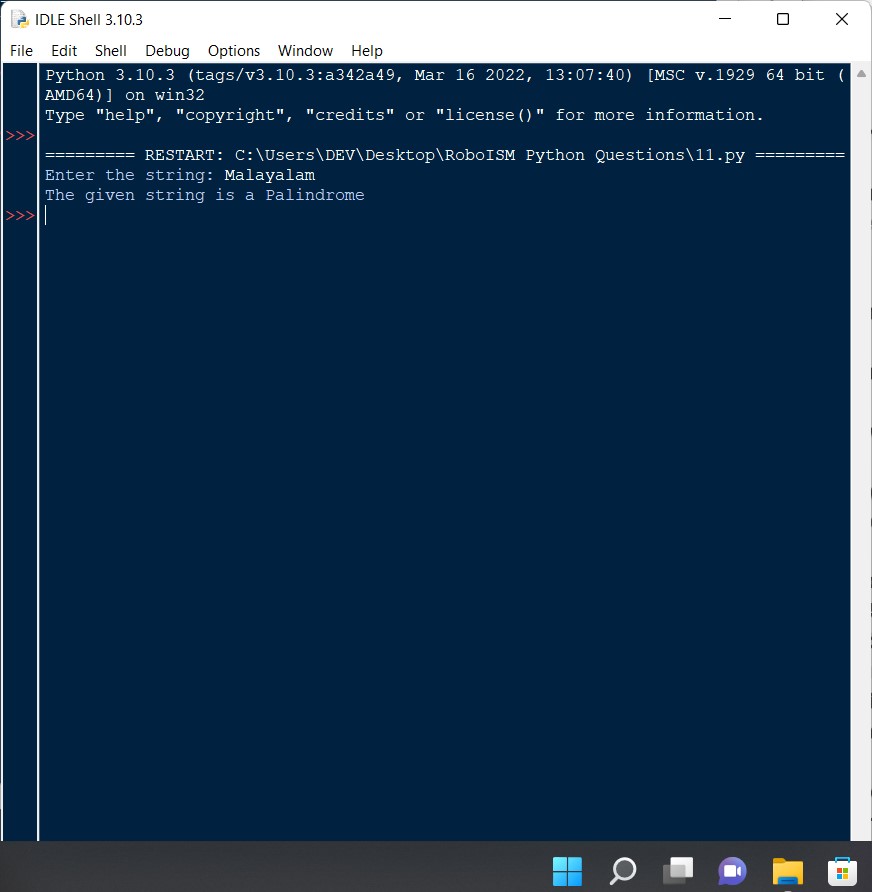 IDLE Shell 3.10.3
File Edit Shell Debug Options Window Help
Python 3.10.3 (tags/v3.10.3:a342a49, Mar 16 2022, 13:07:40) [MSC v.1929 64 bit (
AMD64)] on win32
Type "help", "copyright", "credits" or "license()" for more information.
>>>
========= RESTART: C:\Users\DEV\Desktop\RoboISM Python Questions\11.py =========
Enter the string: Malayalam
The given string is a Palindrome
>>>